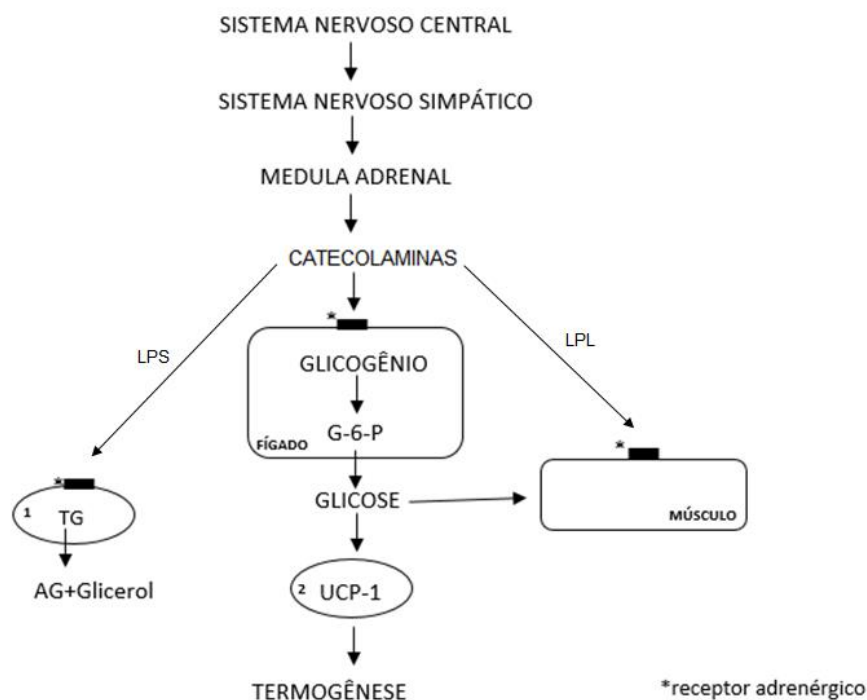 SISTEMA NERVOSO CENTRAL
SISTEMA NERVOSO SIMPÁTICO
MEDULA ADRENAL
CATECOLAMINAS
LPS
LPL
*
GLICOGÊNIO
G-6-P
FÍGADO
*
MÚSCULO
*
1 TG
AG+Glicerol
GLICOSE
2 UCP-1
TERMOGÊNESE
*receptor adrenérgico